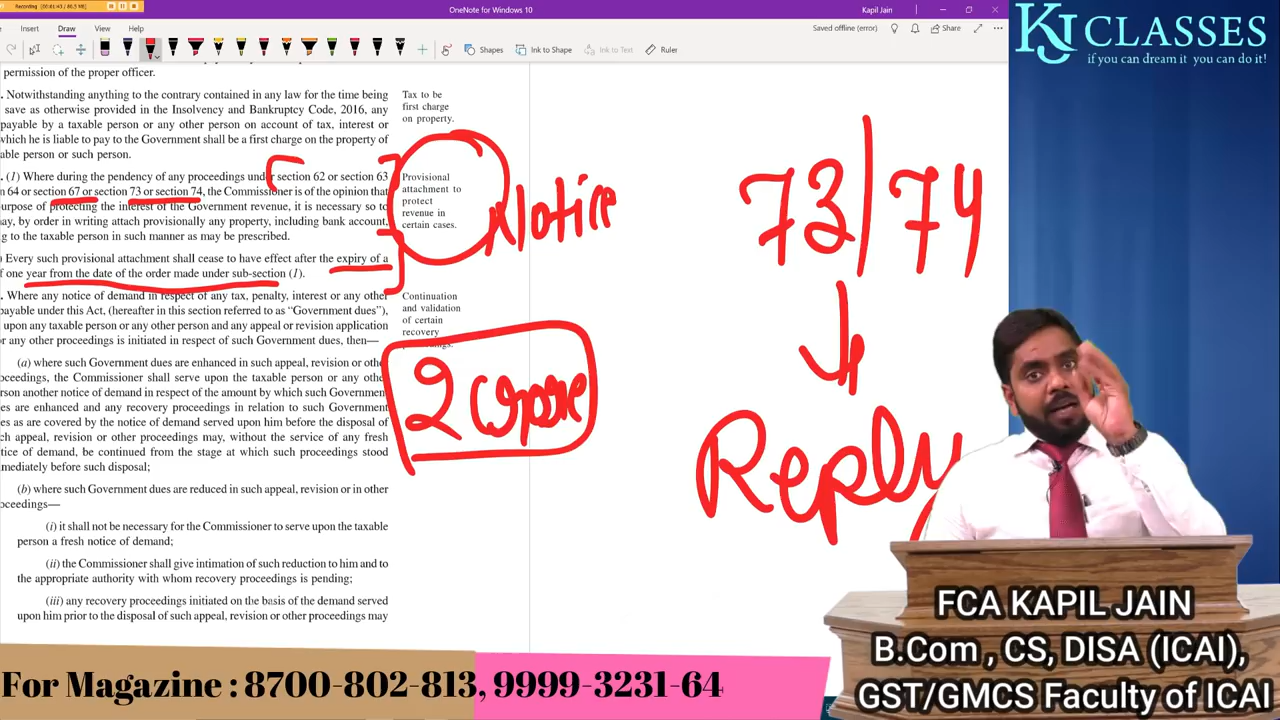 Recording [00:01:43 / 60.5 MB]
OneNote for Windows 10
Kapil Jain
Insert Draw View Help
Saved offline (error)
Share
Shapes Ink to Shape Ink to Text Ruler
permission of the proper officer.
. Notwithstanding anything to the contrary contained in any law for the time being
save as otherwise provided in the Insolvency and Bankruptcy Code, 2016, any
payable by a taxable person or any other person on account of tax, interest or
which he is liable to pay to the Government shall be a first charge on the property of
able person or such person.
Tax to be
first charge
on property.
. (1) Where during the pendency of any proceedings under section 62 or section 63
n 64 or section 67 or section 73 or section 74, the Commissioner is of the opinion that
urpose of protecting the interest of the Government revenue, it is necessary so to
ay, by order in writing attach provisionally any property, including bank account,
g to the taxable person in such manner as may be prescribed.
Provisional
attachment to
protect
revenue in
certain cases.
) Every such provisional attachment shall cease to have effect after the expiry of a
f one year from the date of the order made under sub-section (1).
. Where any notice of demand in respect of any tax, penalty, interest or any other
payable under this Act, (hereafter in this section referred to as “Government dues”),
upon any taxable person or any other person and any appeal or revision application
r any other proceedings is initiated in respect of such Government dues, then—
Continuation
and validation
of certain
recovery
(a) where such Government dues are enhanced in such appeal, revision or other
oceedings, the Commissioner shall serve upon the taxable person or any other
rson another notice of demand in respect of the amount by which such Government
es are enhanced and any recovery proceedings in relation to such Government
es as are covered by the notice of demand served upon him before the disposal of
ch appeal, revision or other proceedings may, without the service of any fresh
tice of demand, be continued from the stage at which such proceedings stood
mediately before such disposal;
(b) where such Government dues are reduced in such appeal, revision or in other
oceedings—
(i) it shall not be necessary for the Commissioner to serve upon the taxable
person a fresh notice of demand;
(ii) the Commissioner shall give intimation of such reduction to him and to
the appropriate authority with whom recovery proceedings is pending;
(iii) any recovery proceedings initiated on the basis of the demand served
upon him prior to the disposal of such appeal, revision or other proceedings may
Notice
73/74
Reply
KJ CLASSES
if you can dream it you can do it!
FCA KAPIL JAIN
B.Com , CS, DISA (ICAI),
GST/GMCS Faculty of ICAI
For Magazine : 8700-802-813, 9999-3231-64